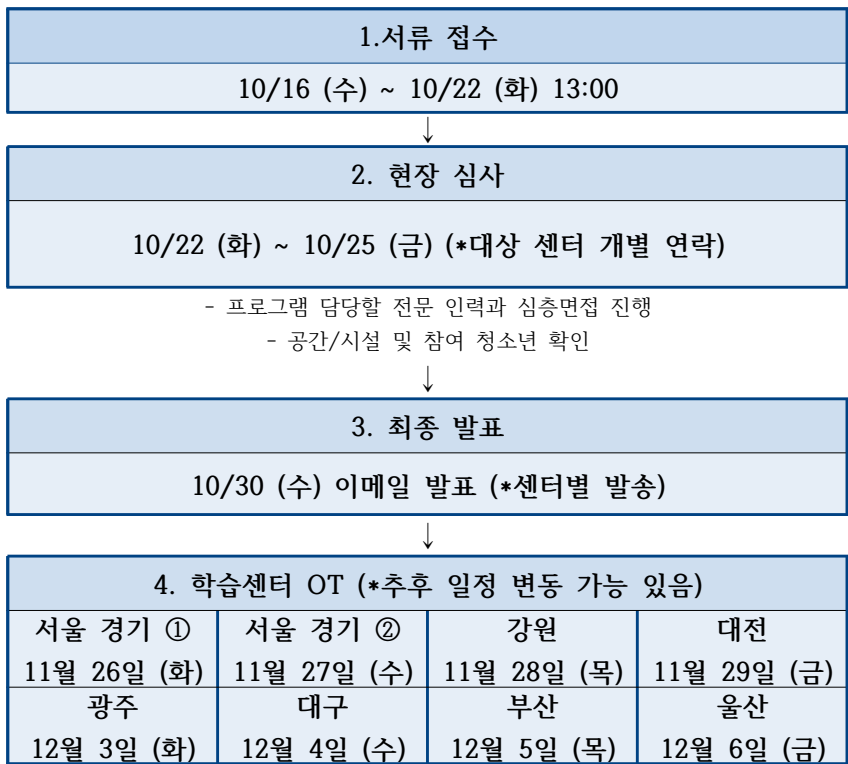 1.서류 접수
10/16 (수) ~ 10/22 (화) 13:00
↓
2. 현장 심사
10/22 (화) ~ 10/25 (금) (*대상 센터 개별 연락)
- 프로그램 담당할 전문 인력과 심층면접 진행
- 공간/시설 및 참여 청소년 확인
↓
3. 최종 발표
10/30 (수) 이메일 발표 (*센터별 발송)
↓
4. 학습센터 OT (*추후 일정 변동 가능 있음)
서울 경기 ① 서울 경기 ② 강원 대전
11월 26일 (화) 11월 27일 (수) 11월 28일 (목) 11월 29일 (금)
광주 대구 부산 울산
12월 3일 (화) 12월 4일 (수) 12월 5일 (목) 12월 6일 (금)